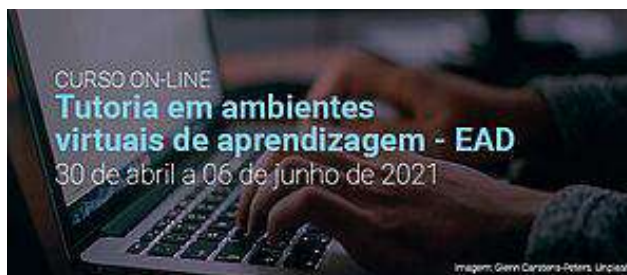 CURSO ON-LINE
Tutoria em ambientes
virtuais de aprendizagem - EAD
30 de abril a 06 de junho de 2021
Imagem: Glenn Carstens-Peters, Unplash